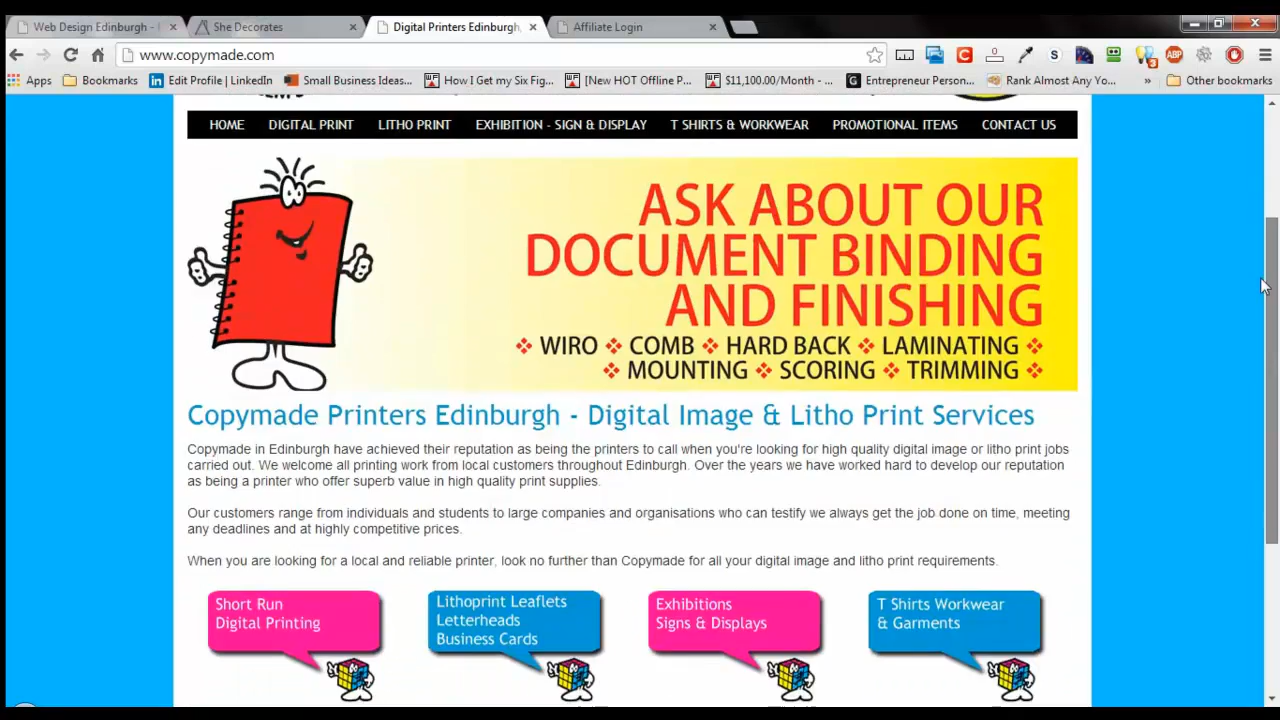 Web Design Edinburgh -
She Decorates
Digital Printers Edinburgh,
Affiliate Login
www.copymade.com
Apps
Bookmarks
Edit Profile | LinkedIn
Small Business Ideas...
How I Get my Six Fig...
[New HOT Offline P...
$11,100.00/Month - ...
Entrepreneur Person...
Rank Almost Any Yo...
»
Other bookmarks
HOME
DIGITAL PRINT
LITHO PRINT
EXHIBITION - SIGN & DISPLAY
T SHIRTS & WORKWEAR
PROMOTIONAL ITEMS
CONTACT US
ASK ABOUT OUR
DOCUMENT BINDING
AND FINISHING
❖ WIRO ❖ COMB ❖ HARD BACK ❖ LAMINATING ❖
❖ MOUNTING ❖ SCORING ❖ TRIMMING ❖
Copymade Printers Edinburgh - Digital Image & Litho Print Services
Copymade in Edinburgh have achieved their reputation as being the printers to call when you're looking for high quality digital image or litho print jobs
carried out. We welcome all printing work from local customers throughout Edinburgh. Over the years we have worked hard to develop our reputation
as being a printer who offer superb value in high quality print supplies.
Our customers range from individuals and students to large companies and organisations who can testify we always get the job done on time, meeting
any deadlines and at highly competitive prices.
When you are looking for a local and reliable printer, look no further than Copymade for all your digital image and litho print requirements.
Short Run
Digital Printing
Lithoprint Leaflets
Letterheads
Business Cards
Exhibitions
Signs & Displays
T Shirts Workwear
& Garments